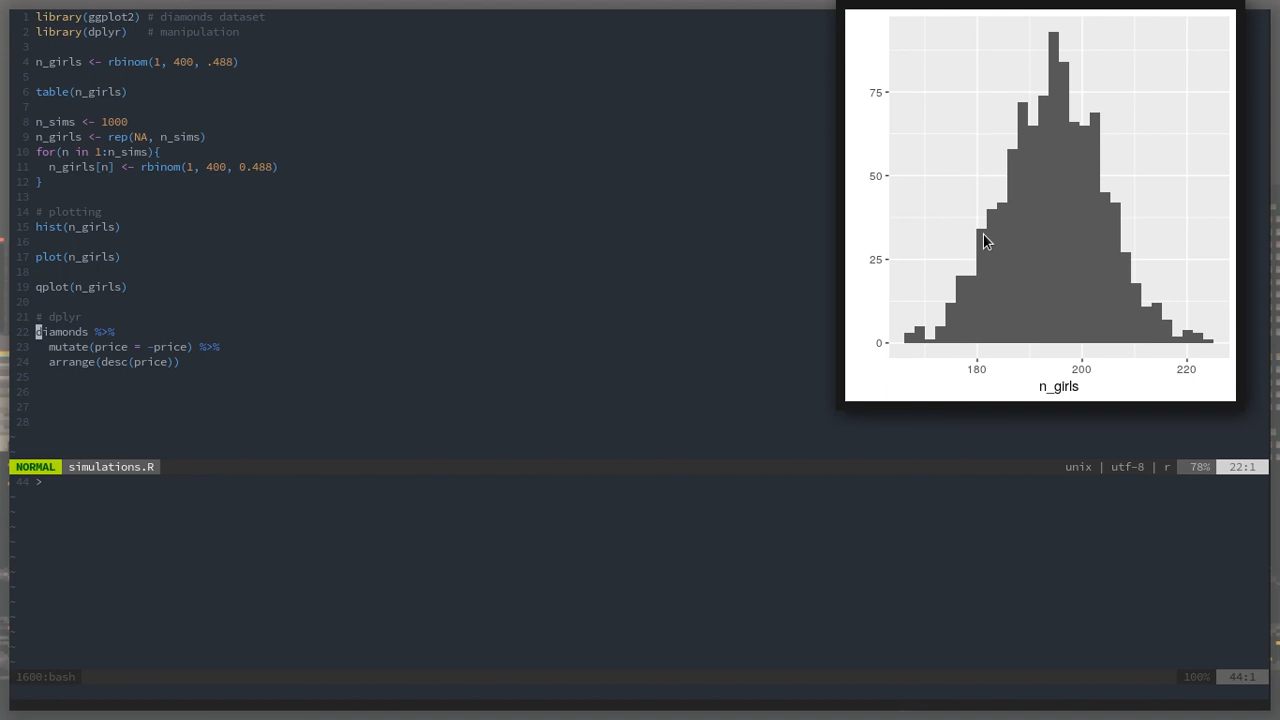 1 library(ggplot2) # diamonds dataset
2 library(dplyr)   # manipulation
3
4 n_girls <- rbinom(1, 400, .488)
5
6 table(n_girls)
7
8 n_sims <- 1000
9 n_girls <- rep(NA, n_sims)
10 for(n in 1:n_sims){
11   n_girls[n] <- rbinom(1, 400, 0.488)
12 }
13
14 # plotting
15 hist(n_girls)
16
17 plot(n_girls)
18
19 qplot(n_girls)
20
21 # dplyr
22 diamonds %>%
23   mutate(price = -price) %>%
24   arrange(desc(price))
25
26
27
28
~
NORMAL simulations.R unix | utf-8 | r 78% 22:1
44 >
~
~
~
~
~
~
~
~
~
~
~
~
1600:bash 100% 44:1
75
50
25
0
180 200 220
n_girls